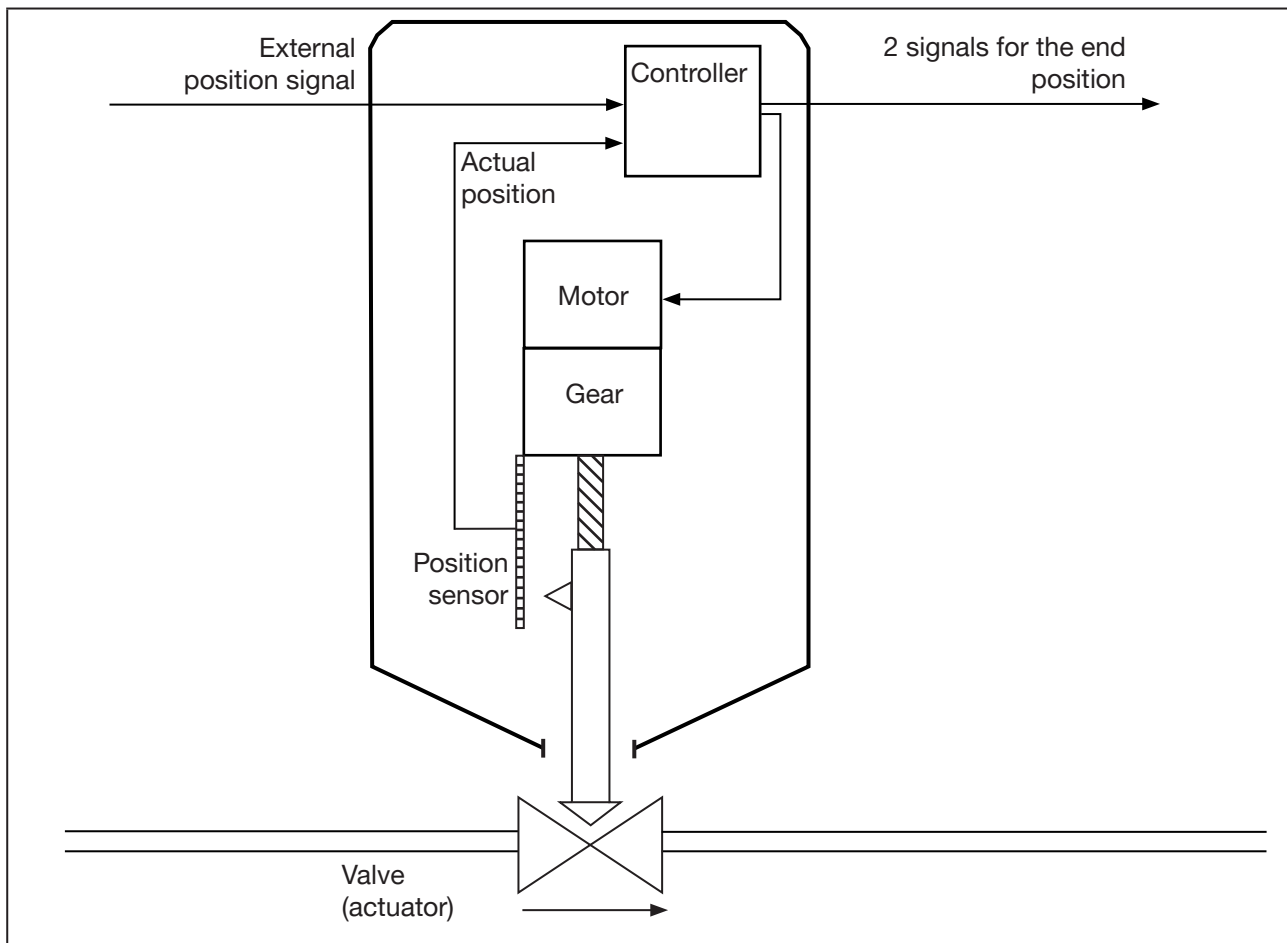 External
position signal
Controller
2 signals for the end
position
Actual
position
Motor
Gear
Position
sensor
Valve
(actuator)